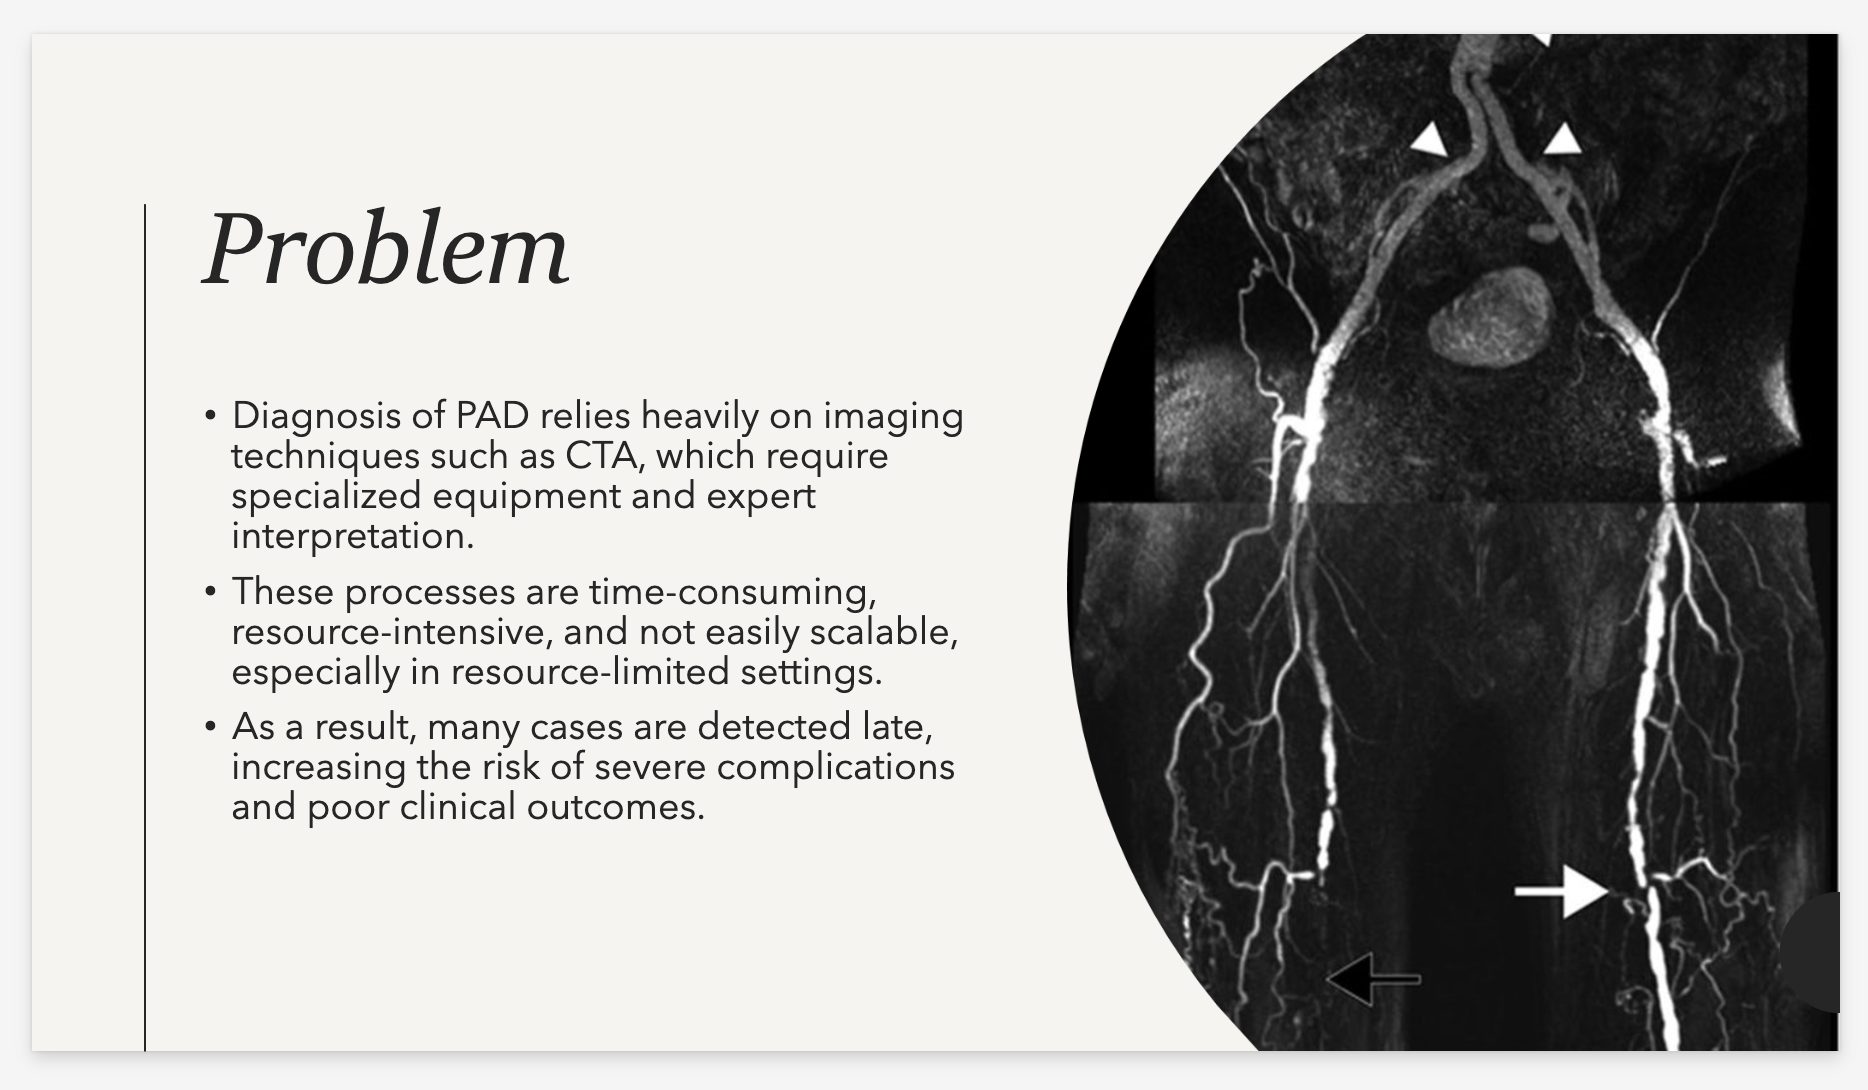 Problem
• Diagnosis of PAD relies heavily on imaging
techniques such as CTA, which require
specialized equipment and expert
interpretation.
• These processes are time-consuming,
resource-intensive, and not easily scalable,
especially in resource-limited settings.
• As a result, many cases are detected late,
increasing the risk of severe complications
and poor clinical outcomes.